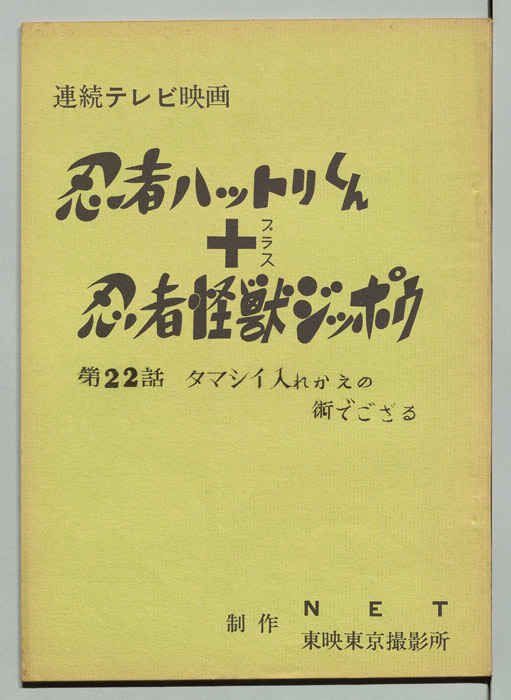 連続テレビ映画
忍者ハットリくん
+
プラス
忍者怪獣ジッポウ
第22話 タマシイ入れかえの
術でござる
制作 NET
東映東京撮影所